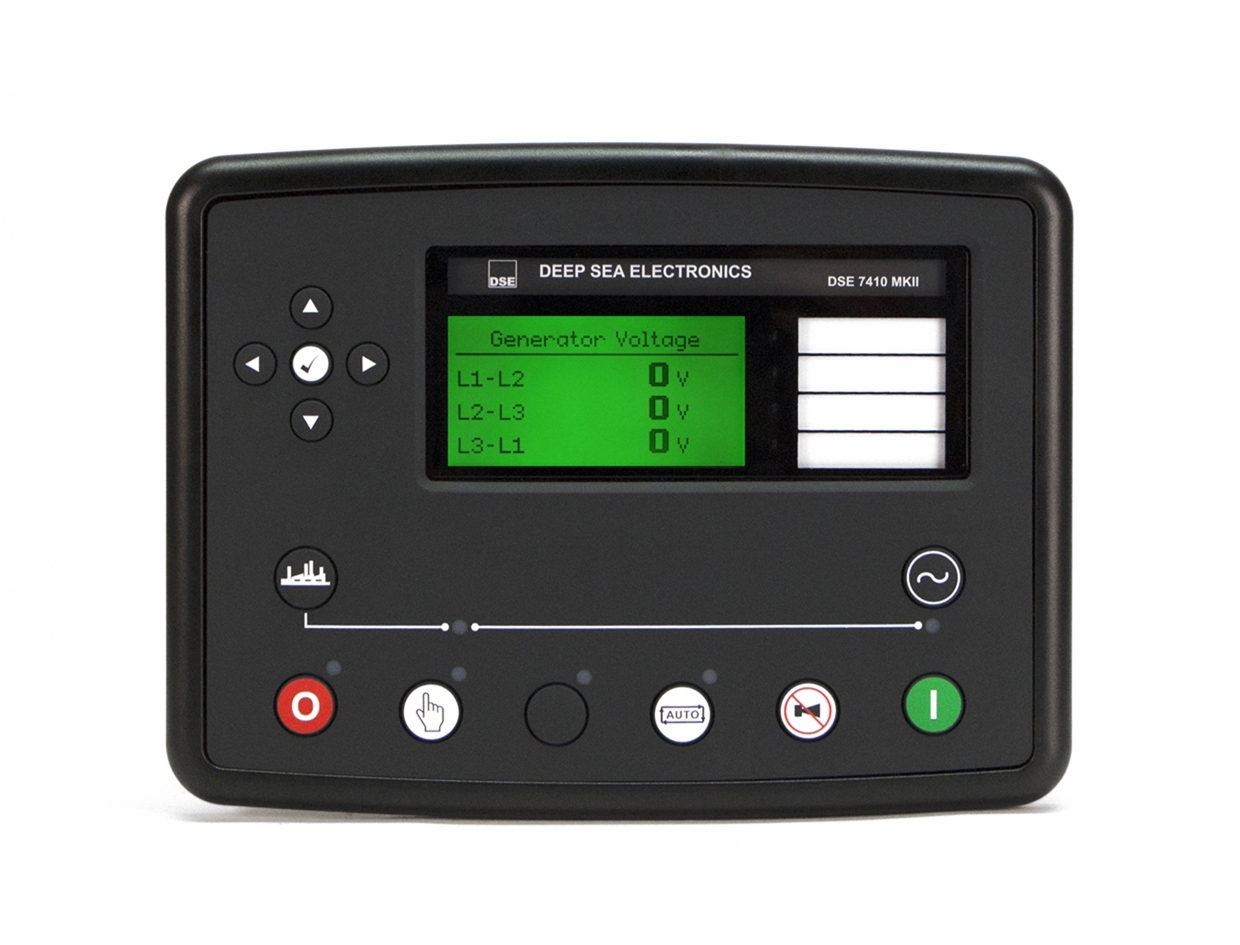 DSE
DEEP SEA ELECTRONICS
DSE 7410 MKII
Generator Voltage
L1-L2 0 V
L2-L3 0 V
L3-L1 0 V
O
AUTO
I